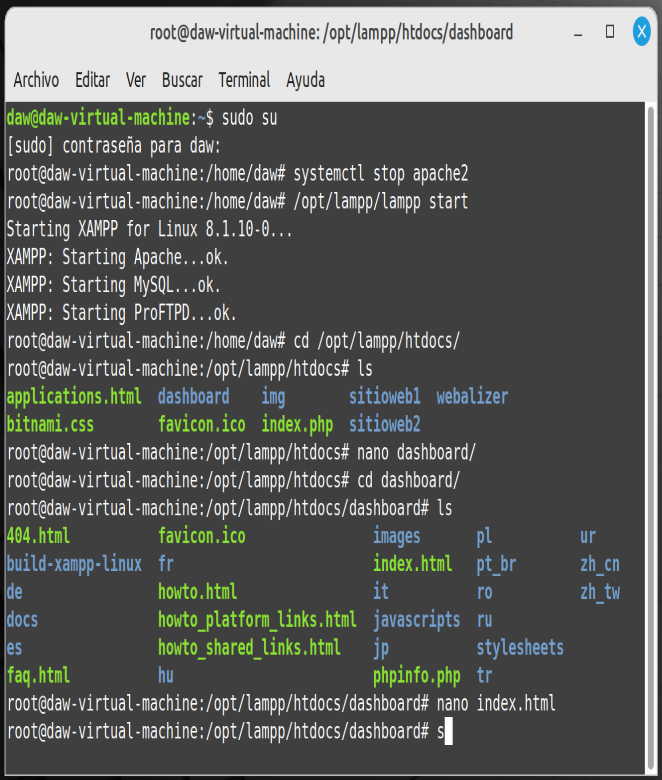 root@daw-virtual-machine: /opt/lampp/htdocs/dashboard
Archivo Editar Ver Buscar Terminal Ayuda
daw@daw-virtual-machine:~$ sudo su
[sudo] contraseña para daw:
root@daw-virtual-machine:/home/daw# systemctl stop apache2
root@daw-virtual-machine:/home/daw# /opt/lampp/lampp start
Starting XAMPP for Linux 8.1.10-0...
XAMPP: Starting Apache...ok.
XAMPP: Starting MySQL...ok.
XAMPP: Starting ProFTPD...ok.
root@daw-virtual-machine:/home/daw# cd /opt/lampp/htdocs/
root@daw-virtual-machine:/opt/lampp/htdocs# ls
applications.html dashboard img sitioweb1 webalizer
bitnami.css favicon.ico index.php sitioweb2
root@daw-virtual-machine:/opt/lampp/htdocs# nano dashboard/
root@daw-virtual-machine:/opt/lampp/htdocs# cd dashboard/
root@daw-virtual-machine:/opt/lampp/htdocs/dashboard# ls
404.html favicon.ico images pl ur
build-xampp-linux fr index.html pt_br zh_cn
de howto.html it ro zh_tw
docs howto_platform_links.html javascripts ru
es howto_shared_links.html jp stylesheets
faq.html hu phpinfo.php tr
root@daw-virtual-machine:/opt/lampp/htdocs/dashboard# nano index.html
root@daw-virtual-machine:/opt/lampp/htdocs/dashboard# s